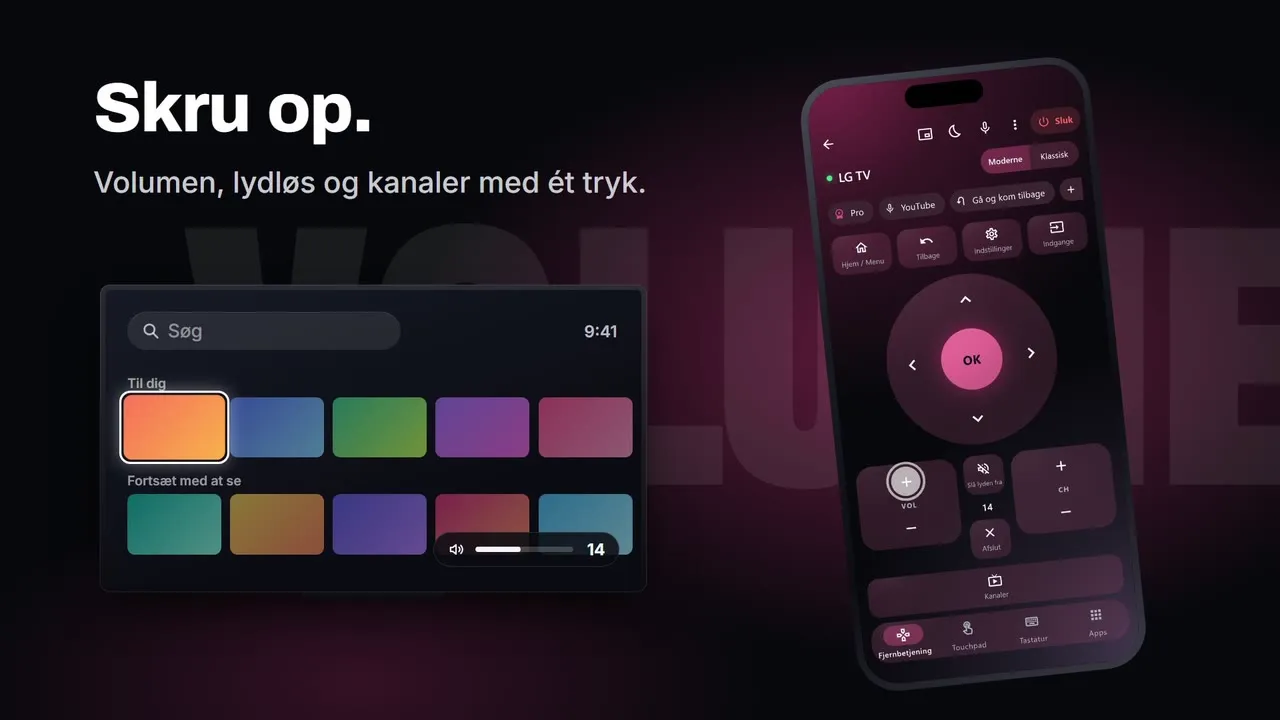 Skru op.
Volumen, lydløs og kanaler med ét tryk.
VOLUME
Søg
9:41
Til dig
Fortsæt med at se
14
Sluk
LG TV
Moderne
Klassisk
Pro
YouTube
Gå og kom tilbage
+
Hjem / Menu
Tilbage
Indstillinger
Indgange
OK
+
VOL
−
Slå lyden fra
14
Afslut
+
CH
−
Kanaler
Fjernbetjening
Touchpad
Tastatur
Apps